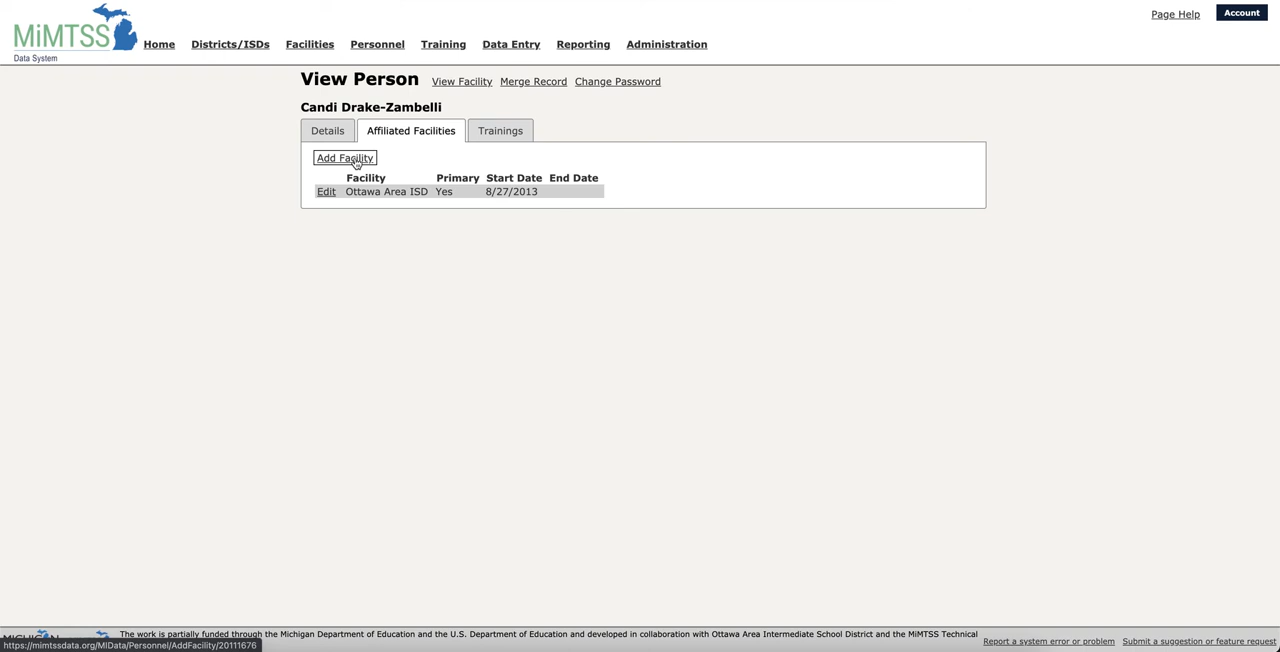 MiMTSS
Data System
Home Districts/ISDs Facilities Personnel Training Data Entry Reporting Administration
Page Help Account
View Person View Facility Merge Record Change Password
Candi Drake-Zambelli
Details Affiliated Facilities Trainings
Add Facility
Facility Primary Start Date End Date
Edit Ottawa Area ISD Yes 8/27/2013
The work is partially funded through the Michigan Department of Education and the U.S. Department of Education and developed in collaboration with Ottawa Area Intermediate School District and the MiMTSS Technical
Report a system error or problem Submit a suggestion or feature request
https://mimtssdata.org/MIData/Personnel/AddFacility/20111676